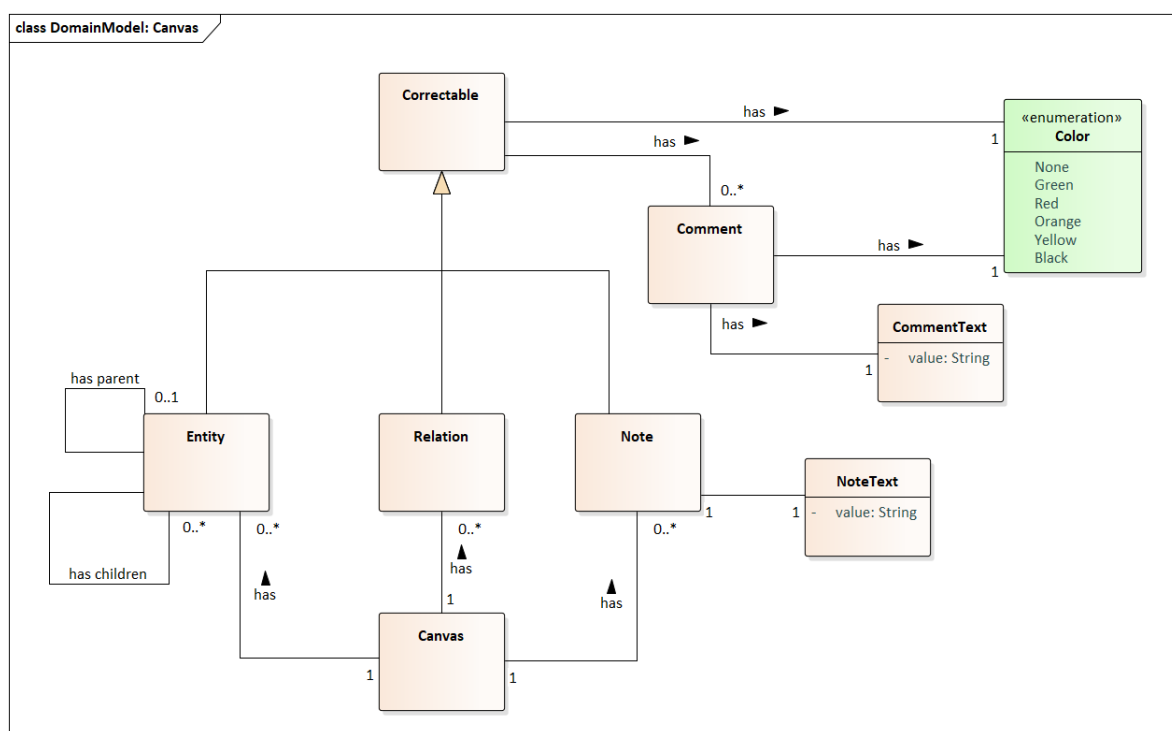 class DomainModel: Canvas
Correctable
has ►
1
has ►
0..*
«enumeration»
Color
None
Green
Red
Orange
Yellow
Black
Comment
has ►
1
has ►
1
CommentText
- value: String
has parent
0..1
Entity
Relation
Note
NoteText
- value: String
1
1
0..*
0..*
0..*
0..*
has children
▲
has
▲
has
▲
has
1
Canvas
1
1